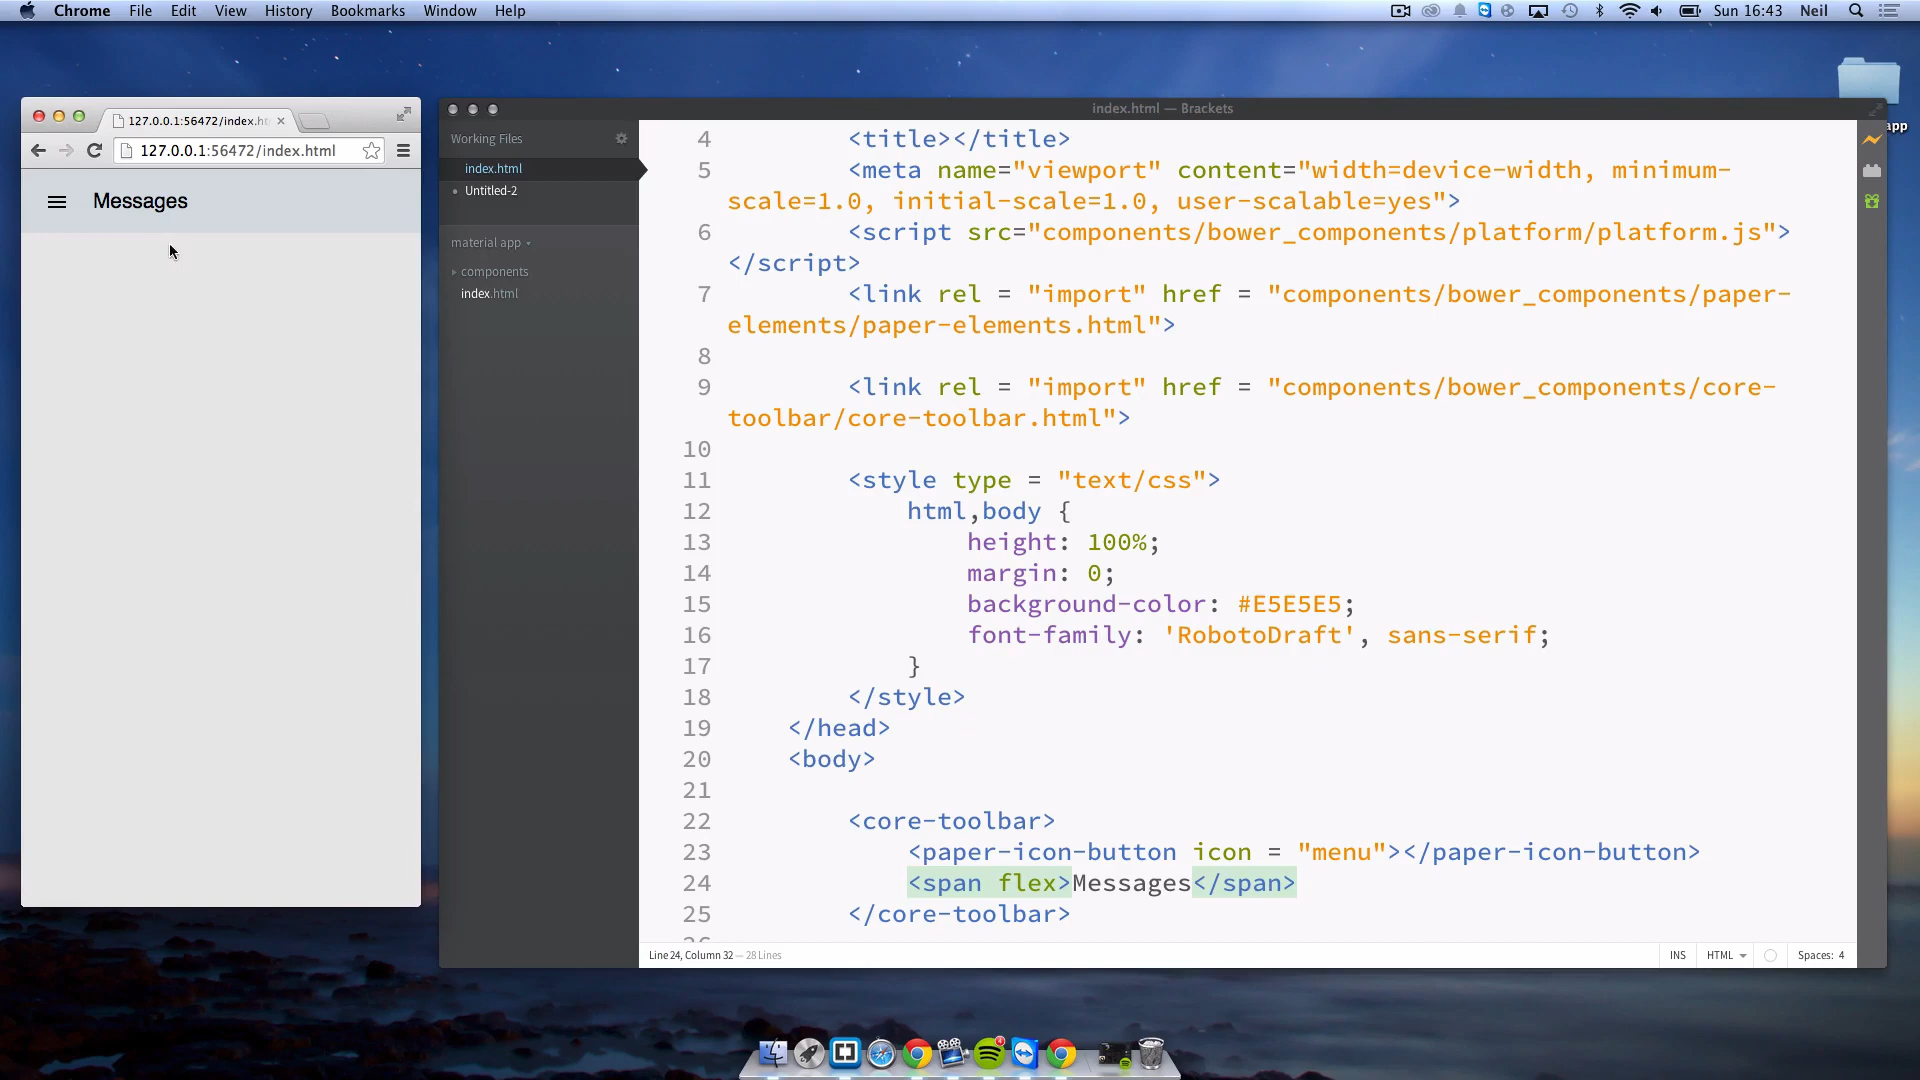 Chrome File Edit View History Bookmarks Window Help
Sun 16:43 Neil
127.0.0.1:56472/index.h
127.0.0.1:56472/index.html
Messages
index.html — Brackets
app
Working Files
index.html
Untitled-2
material app
components
index.html
4 <title></title>
5 <meta name="viewport" content="width=device-width, minimum-
scale=1.0, initial-scale=1.0, user-scalable=yes">
6 <script src="components/bower_components/platform/platform.js">
</script>
7 <link rel = "import" href = "components/bower_components/paper-
elements/paper-elements.html">
8
9 <link rel = "import" href = "components/bower_components/core-
toolbar/core-toolbar.html">
10
11 <style type = "text/css">
12 html,body {
13 height: 100%;
14 margin: 0;
15 background-color: #E5E5E5;
16 font-family: 'RobotoDraft', sans-serif;
17 }
18 </style>
19 </head>
20 <body>
21
22 <core-toolbar>
23 <paper-icon-button icon = "menu"></paper-icon-button>
24 <span flex>Messages</span>
25 </core-toolbar>
Line 24, Column 32 — 28 Lines
INS HTML Spaces: 4
4